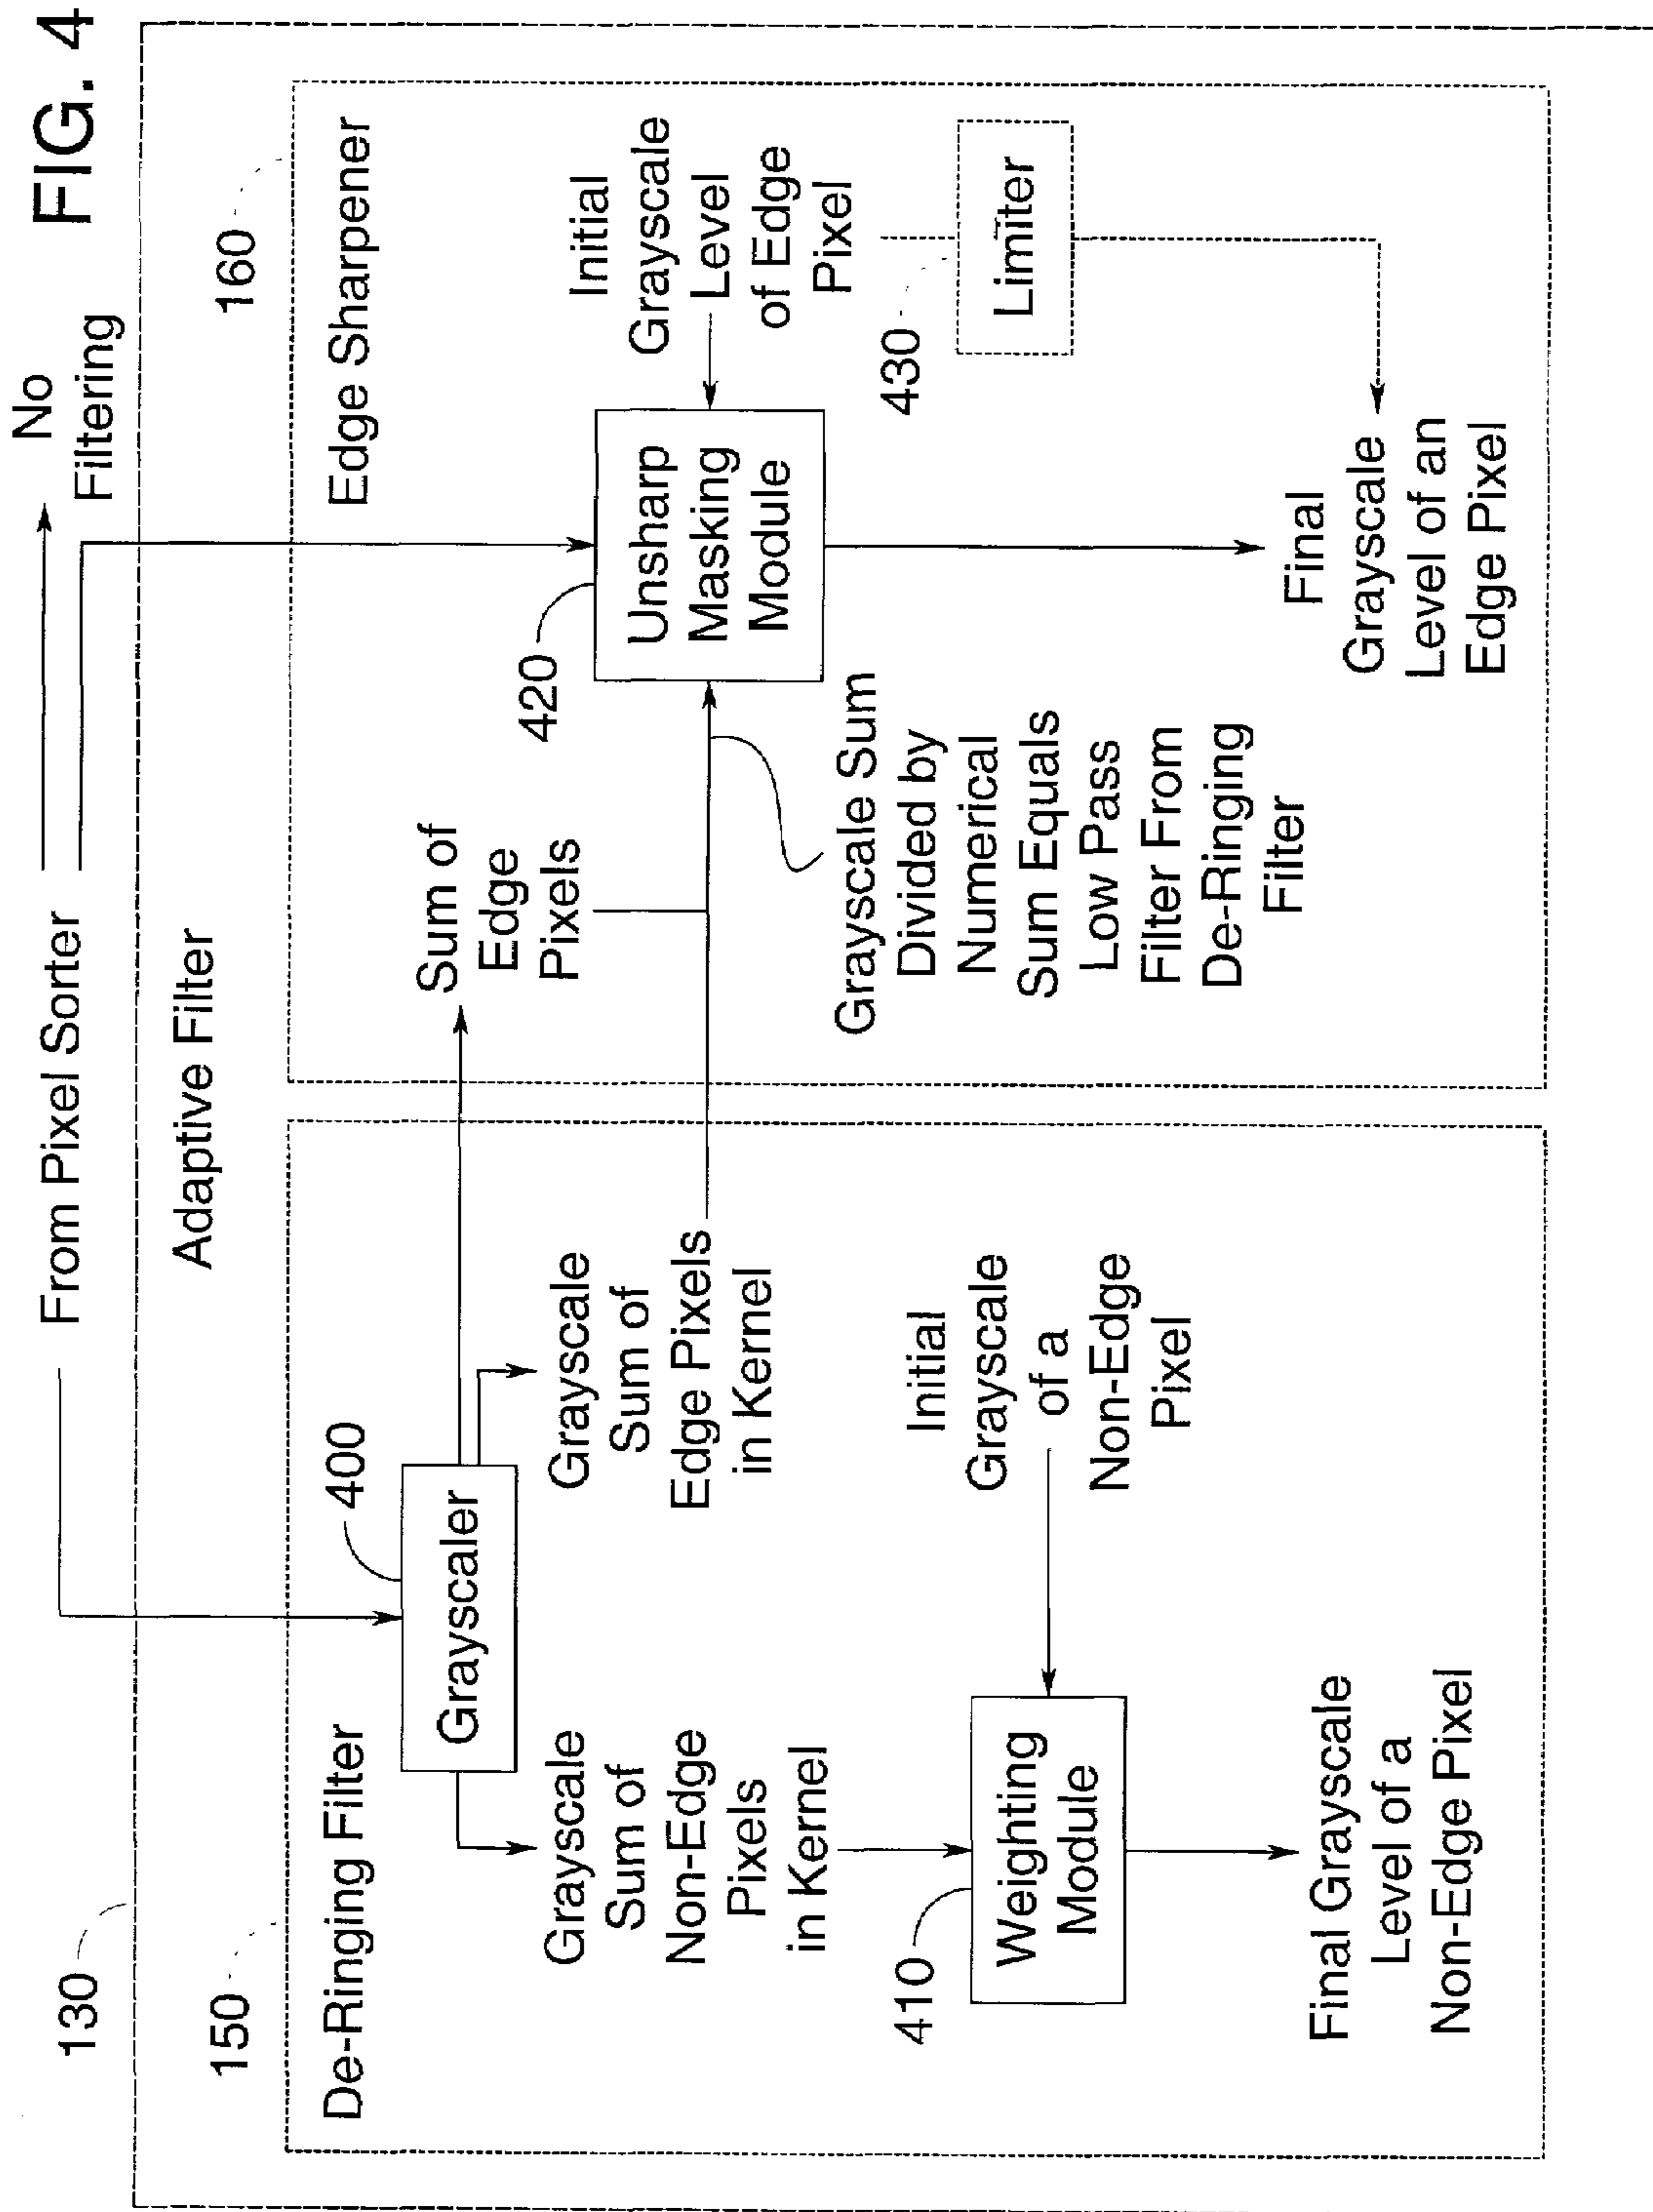 FIG. 4
From Pixel Sorter
No
Filtering
130
Adaptive Filter
150
De-Ringing Filter
400
Grayscaler
Grayscale
Sum of
Non-Edge
Pixels
in Kernel
Grayscale
Sum of
Edge Pixels
in Kernel
410
Weighting
Module
Initial
Grayscale
of a
Non-Edge
Pixel
Final Grayscale
Level of a
Non-Edge Pixel
160
Edge Sharpener
Sum of
Edge
Pixels
420
Unsharp
Masking
Module
Initial
Grayscale
Level
of Edge
Pixel
Grayscale Sum
Divided by
Numerical
Sum Equals
Low Pass
Filter From
De-Ringing
Filter
430
Limiter
Final
Grayscale
Level of an
Edge Pixel